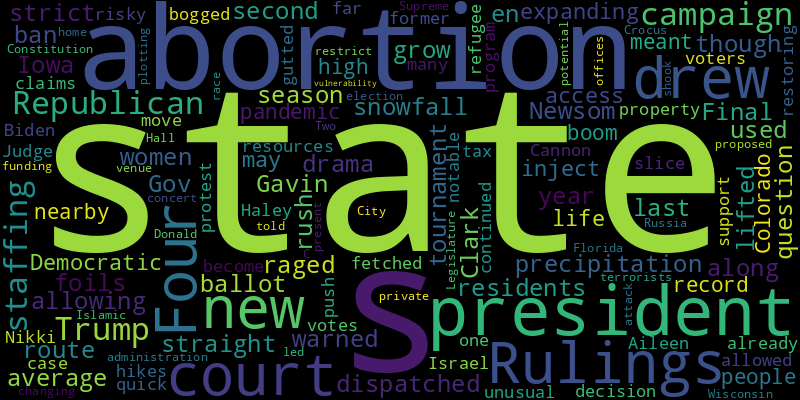 strict risky bogged second far former Supreme en expanding campaign
Constitution home ban plotting abortion gutted restrict grow many refugee program potential offices Crocus meant though restoring
Iowa race high vulnerability drew shook voters
claims Republican season snowfall election access property Final
move pandemic Two Newsom boom used
Biden Hall resources notable tax Cannon proposed
Judge women may drama tournament inject slice question
funding venue state Colorado
staffing Gov protest Gavin rush year last lifted
nearby Four concert Haley City Clark life support Russia
Donald told present Legislature continued Florida
Democratic become raged fetched precipitation along
foils ballot s private residents terrorists record
allowing new push president attack
Islamic Trump votes one
Nikki route straight warned Israel Rulings Aileen already
case administration led allowed
average hikes court dispatched people
quick unusual decision Wisconsin
changing